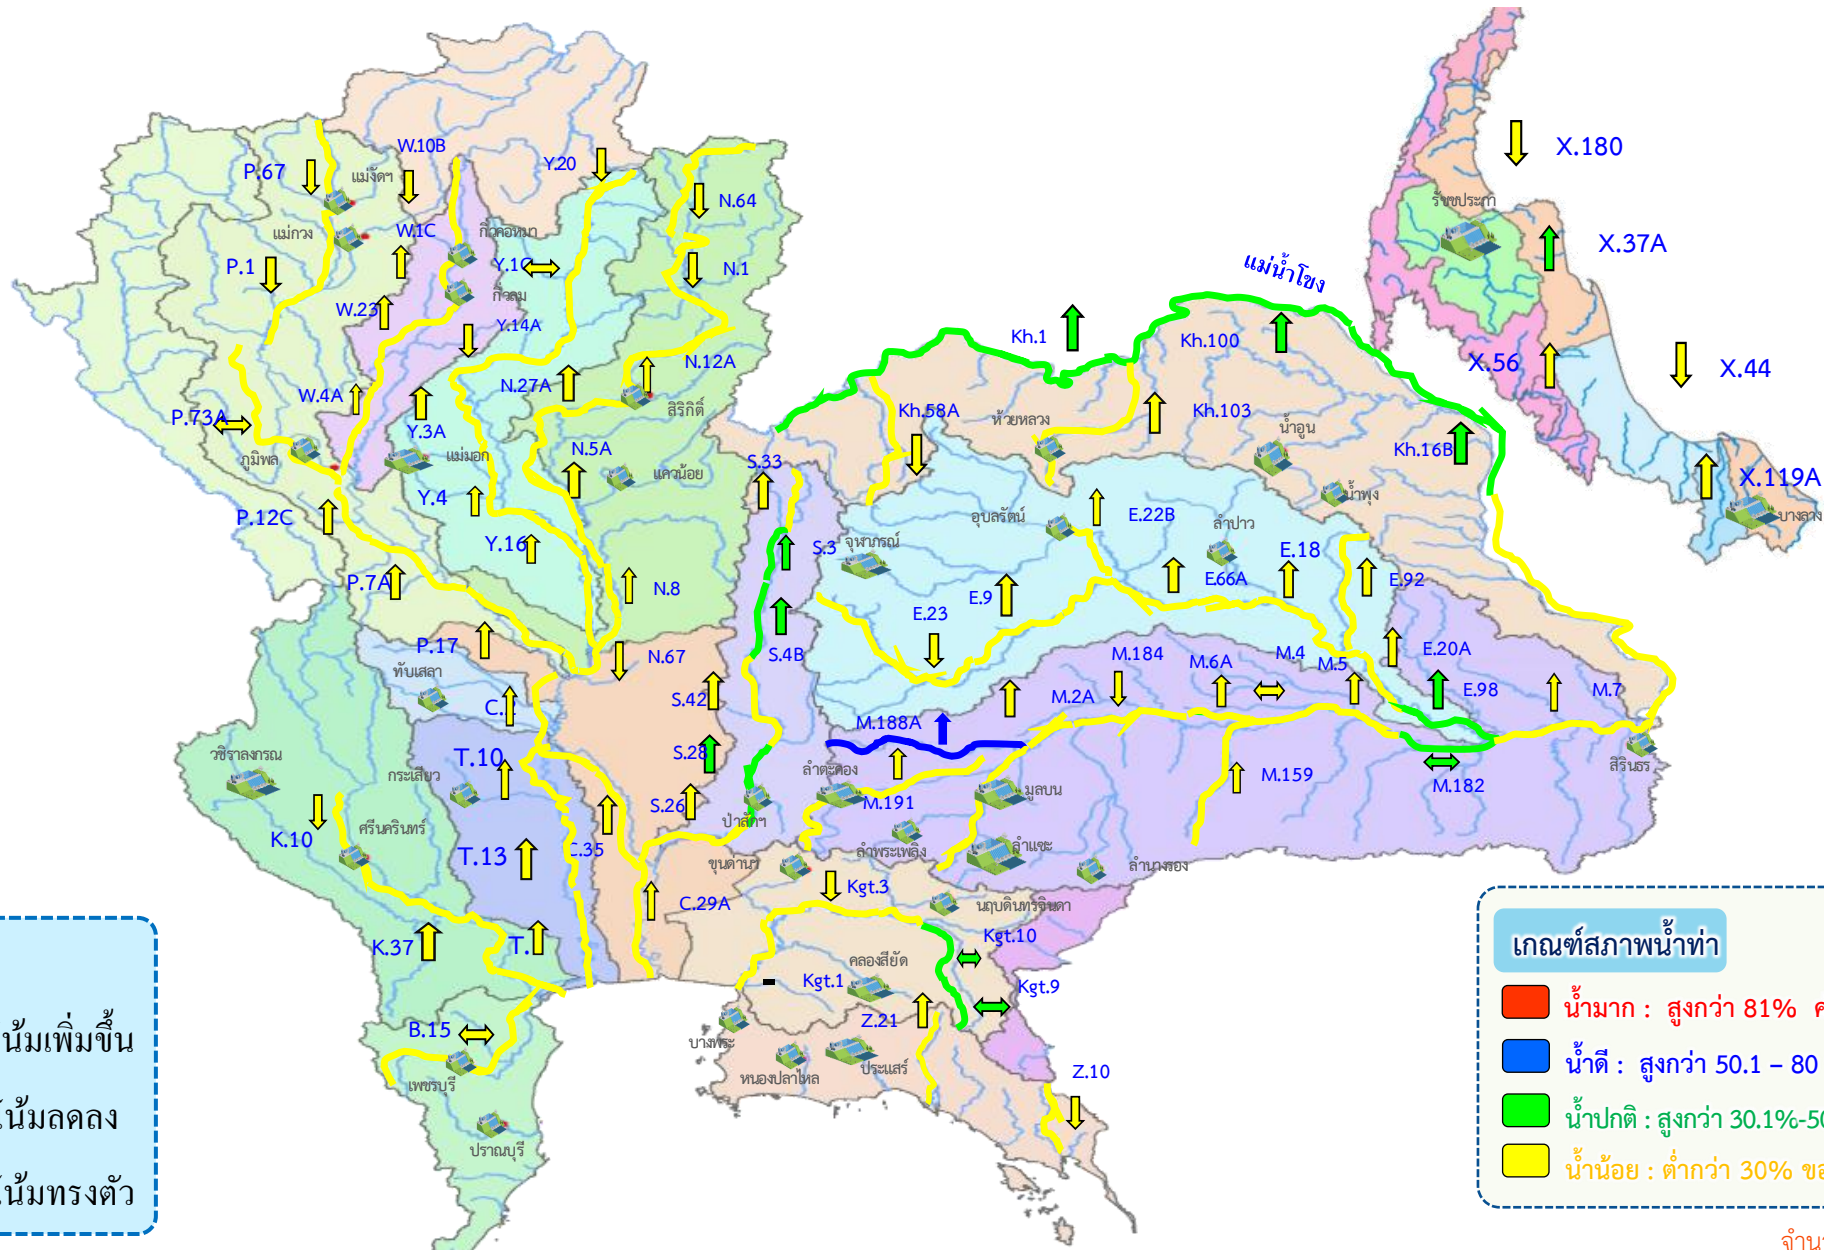 X.180
W.10B
Y.20
P.67
แม่งัดฯ
N.64
รัชชประภา
แม่กวง
W.1C
กิ่วคอหมา
X.37A
P.1
N.1
แม่น้ำโขง
กิ่วลม
W.23
Y.14A
Kh.1
Kh.100
X.56
X.44
N.12A
N.27A
W.4A
สิริกิติ์
Kh.58A
Kh.103
P.73A
ห้วยหลวง
น้ำอูน
Y.3A
N.5A
Kh.16B
ภูมิพล
แม่มอก
S.33
แควน้อย
X.119A
Y.4
น้ำพุง
P.12C
อุบลรัตน์
E.22B
ลำปาว
บางลาง
Y.16
จุฬาภรณ์
S.3
E.18
P.7A
N.8
E.9
E.66A
E.92
E.23
P.17
N.67
S.4B
M.184
M.6A
M.4
M.5
E.20A
ทับเสลา
S.42
M.2A
E.98
M.7
M.188A
วชิราลงกรณ
T.10
S.28
กระเสียว
ลำตะคอง
M.159
M.182
สิรินธร
S.26
ป่าสักฯ
M.191
มูลบน
K.10
ศรีนครินทร์
T.13
C.35
ขุนด่านฯ
ลำพระเพลิง
ลำแชะ
ลำนางรอง
Kgt.3
C.29A
นฤบดินทรจินดา
K.37
Kgt.10
คลองสียัด
Kgt.1
Kgt.9
B.15
Z.21
บางพระ
เพชรบุรี
หนองปลาไหล
ประแสร์
Z.10
ปราณบุรี
น้มเพิ่มขึ้น
น้มลดลง
น้มทรงตัว
เกณฑ์สภาพน้ำท่า
น้ำมาก : สูงกว่า 81%
น้ำดี : สูงกว่า 50.1 – 80
น้ำปกติ : สูงกว่า 30.1%-50
น้ำน้อย : ต่ำกว่า 30%